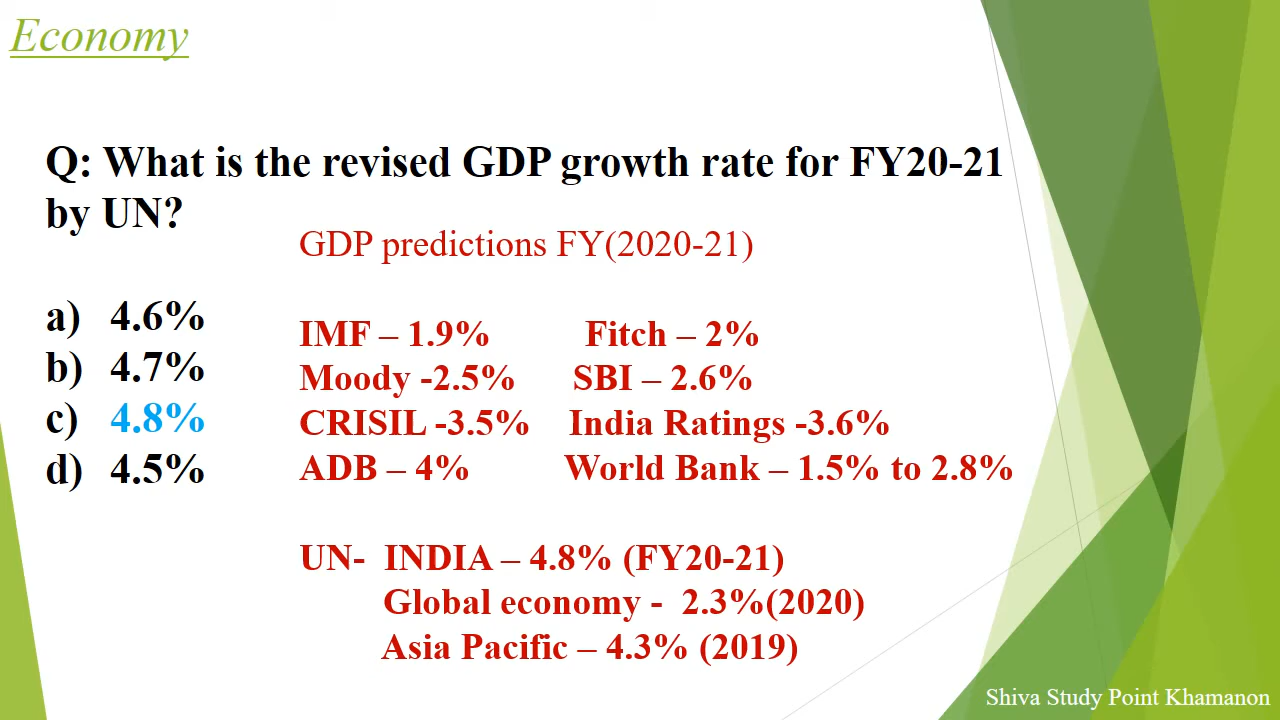 Economy
Q: What is the revised GDP growth rate for FY20-21
by UN?
GDP predictions FY(2020-21)
a) 4.6%
b) 4.7%
c) 4.8%
d) 4.5%
IMF – 1.9% Fitch – 2%
Moody -2.5% SBI – 2.6%
CRISIL -3.5% India Ratings -3.6%
ADB – 4% World Bank – 1.5% to 2.8%
UN- INDIA – 4.8% (FY20-21)
Global economy - 2.3%(2020)
Asia Pacific – 4.3% (2019)
Shiva Study Point Khamanon